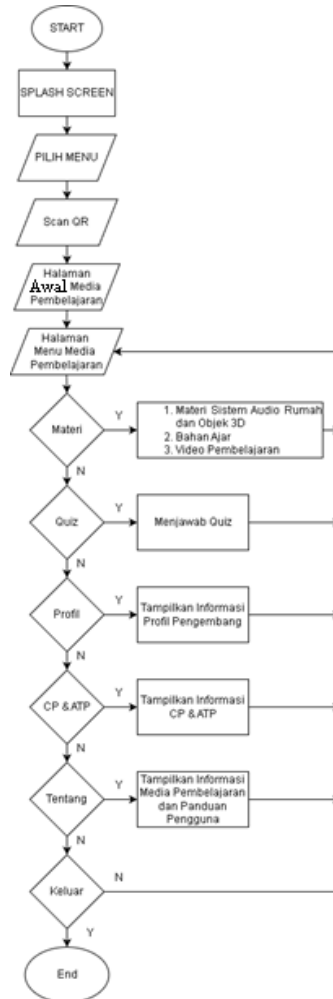 START
SPLASH SCREEN
PILIH MENU
Scan QR
Halaman
Awal Media
Pembelajaran
Halaman
Menu Media
Pembelajaran
Materi
Y
1. Materi Sistem Audio Rumah
dan Objek 3D
2. Bahan Ajar
3. Video Pembelajaran
N
Quiz
Y
Menjawab Quiz
N
Profil
Y
Tampilkan Informasi
Profil Pengembang
N
CP & ATP
Y
Tampilkan Informasi
CP & ATP
N
Tentang
Y
Tampilkan Informasi
Media Pembelajaran
dan Panduan
Pengguna
N
Keluar
N
Y
End